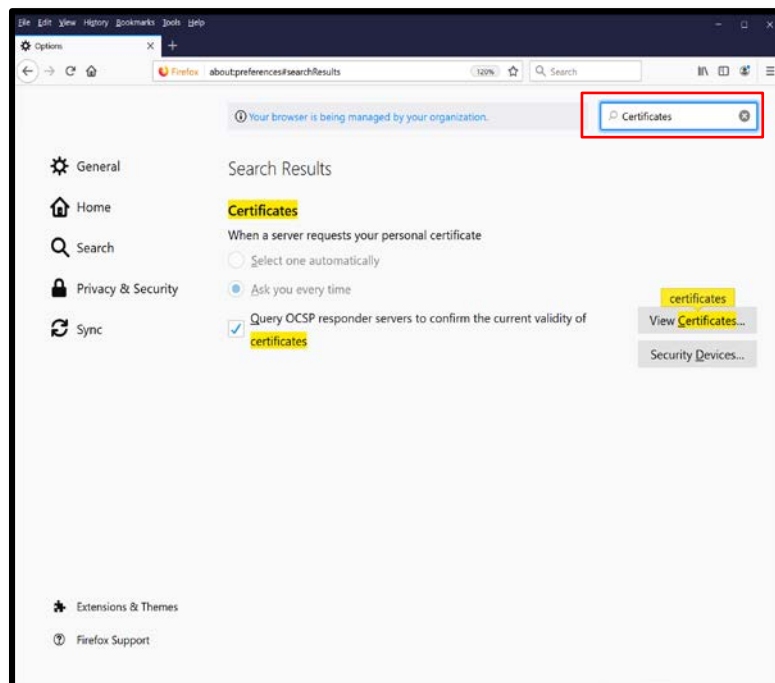 File Edit View History Bookmarks Tools Help
Options
Firefox about:preferences#searchResults 120% Search
Your browser is being managed by your organization. Certificates
General
Home
Search
Privacy & Security
Sync
Search Results
Certificates
When a server requests your personal certificate
Select one automatically
Ask you every time
Query OCSP responder servers to confirm the current validity of
certificates
certificates
View Certificates...
Security Devices...
Extensions & Themes
Firefox Support